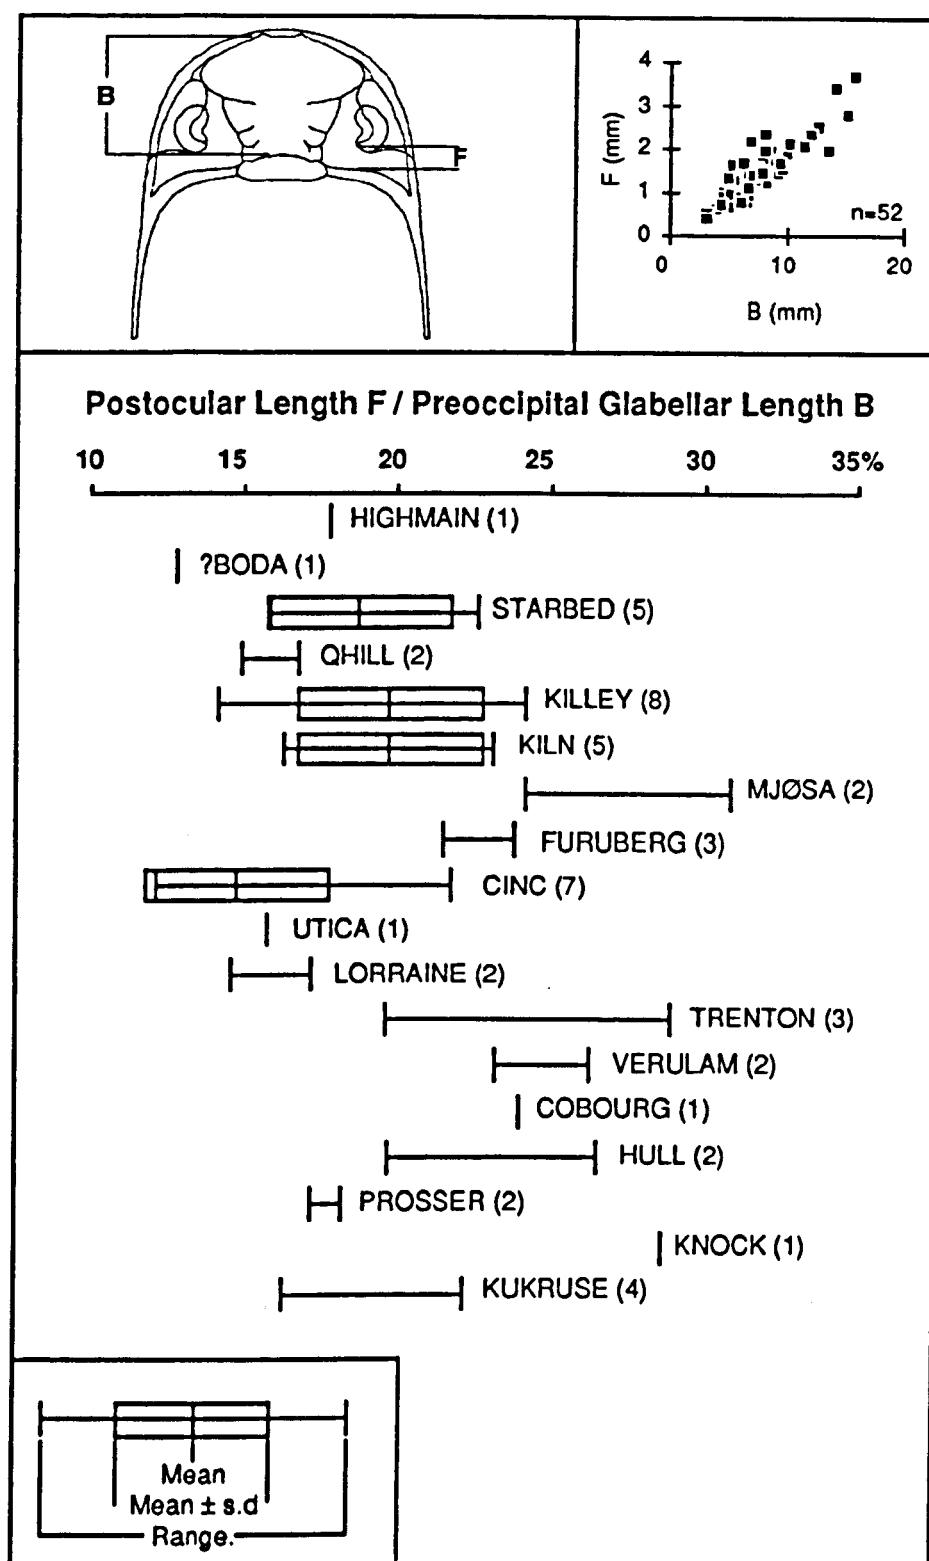 B
F
4
3
2
1
0
F (mm)
n=52
0 10 20
B (mm)
Postocular Length F / Preoccipital Glabellar Length B
10 15 20 25 30 35%
HIGHMAIN (1)
?BODA (1)
STARBED (5)
QHILL (2)
KILLEY (8)
KILN (5)
MJØSA (2)
FURUBERG (3)
CINC (7)
UTICA (1)
LORRAINE (2)
TRENTON (3)
VERULAM (2)
COBOURG (1)
HULL (2)
PROSSER (2)
KNOCK (1)
KUKRUSE (4)
Mean
Mean ± s.d
Range.